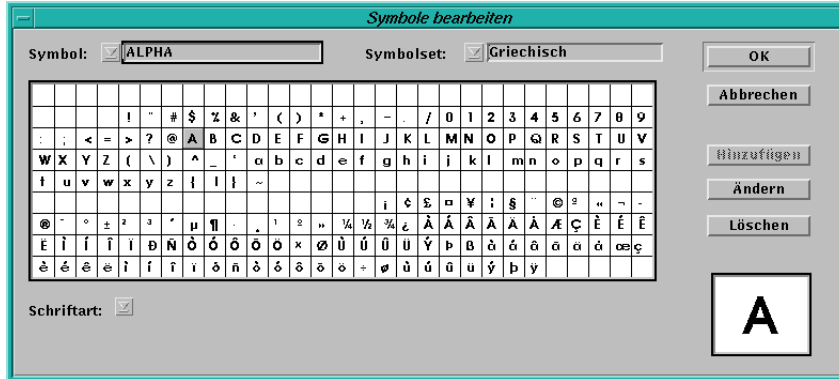 Symbole bearbeiten
Symbol: ALPHA Symbolset: Griechisch OK
Abbrechen
! " # $ % & ' ( ) * + , - . / 0 1 2 3 4 5 6 7 8 9
: ; < = > ? @ A B C D E F G H I J K L M N O P Q R S T U V
W X Y Z ( \ ) ^ _ ' a b c d e f g h i j k l m n o p q r s
t u v w x y z { | } ~
Hinzufügen
Ändern
¡ ¢ £ ¤ ¥ ¦ § ¨ © ª « ¬ -
® ¯ ° ± ² ³ ´ µ ¶ · ¸ ¹ º » ¼ ½ ¾ ¿ À Á Â Ã Ä Å Æ Ç È É Ê
Löschen
Ë Ì Í Î Ï Ð Ñ Ò Ó Ô Õ Ö × Ø Ù Ú Û Ü Ý Þ ß à á â ã ä å æ ç
è é ê ë ì í î ï ð ñ ò ó ô õ ö ÷ ø ù ú û ü ý þ ÿ
Schriftart:
A